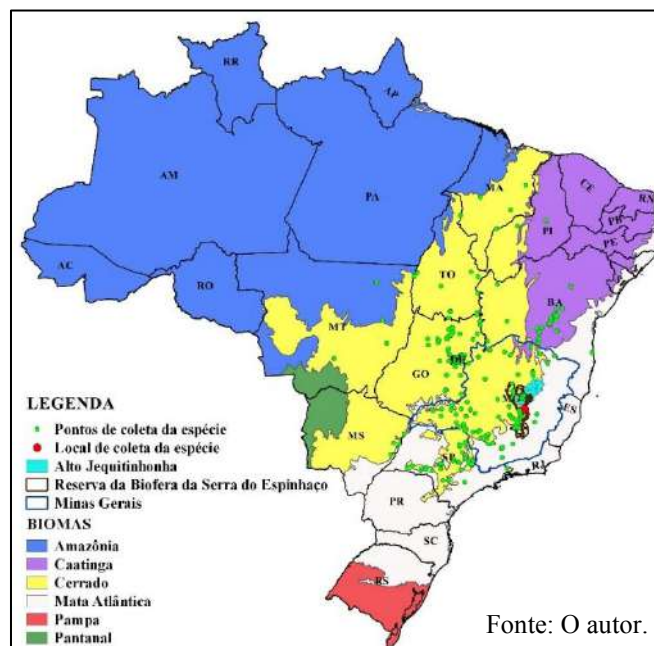 RR
AP
AM
PA
MA
CE
RN
PI
PB
PE
AC
TO
RO
BA
MT
DF
GO
ES
MS
SP
RJ
PR
SC
RS
LEGENDA
Pontos de coleta da espécie
Local de coleta da espécie
Alto Jequitinhonha
Reserva da Biofera da Serra do Espinhaço
Minas Gerais
BIOMAS
Amazônia
Caatinga
Cerrado
Mata Atlântica
Pampa
Pantanal
Fonte: O autor.